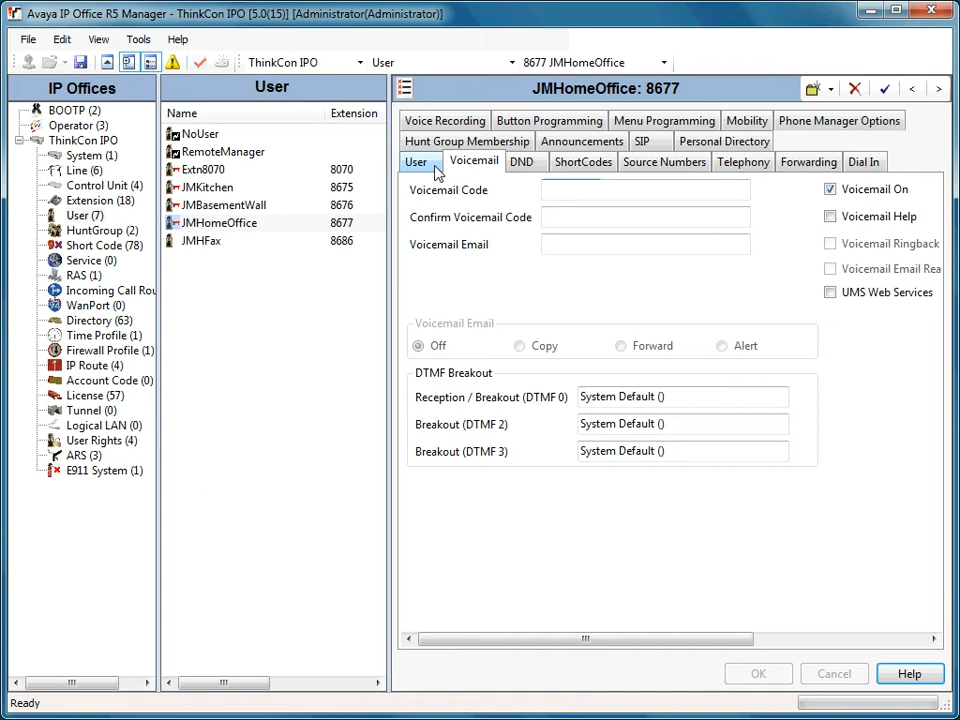 Avaya IP Office R5 Manager - ThinkCon IPO [5.0(15)] [Administrator(Administrator)]
File Edit View Tools Help
ThinkCon IPO User 8677 JMHomeOffice
IP Offices
BOOTP (2)
Operator (3)
ThinkCon IPO
System (1)
Line (6)
Control Unit (4)
Extension (18)
User (7)
HuntGroup (2)
Short Code (78)
Service (0)
RAS (1)
Incoming Call Rou
WanPort (0)
Directory (63)
Time Profile (1)
Firewall Profile (1)
IP Route (4)
Account Code (0)
License (57)
Tunnel (0)
Logical LAN (0)
User Rights (4)
ARS (3)
E911 System (1)
User
Name Extension
NoUser
RemoteManager
Extn8070 8070
JMKitchen 8675
JMBasementWall 8676
JMHomeOffice 8677
JMHFax 8686
JMHomeOffice: 8677
Voice Recording Button Programming Menu Programming Mobility Phone Manager Options
Hunt Group Membership Announcements SIP Personal Directory
User Voicemail DND ShortCodes Source Numbers Telephony Forwarding Dial In
Voicemail Code Voicemail On
Confirm Voicemail Code Voicemail Help
Voicemail Email Voicemail Ringback
Voicemail Email Rea
UMS Web Services
Voicemail Email
Off Copy Forward Alert
DTMF Breakout
Reception / Breakout (DTMF 0) System Default ()
Breakout (DTMF 2) System Default ()
Breakout (DTMF 3) System Default ()
OK Cancel Help
Ready